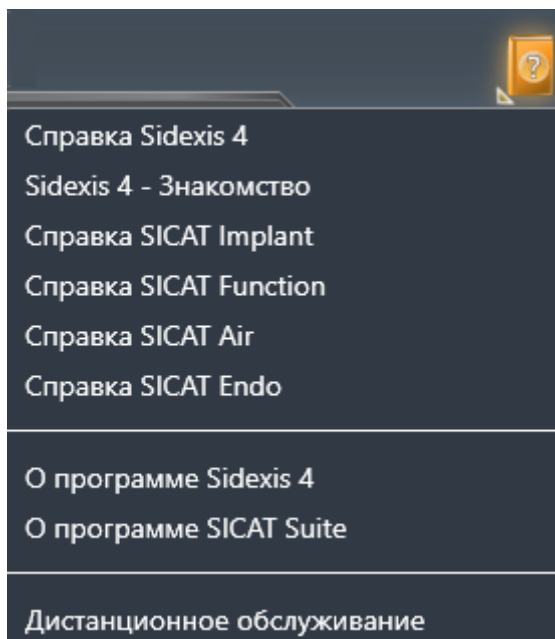 Справка Sidexis 4
Sidexis 4 - Знакомство
Справка SICAT Implant
Справка SICAT Function
Справка SICAT Air
Справка SICAT Endo
О программе Sidexis 4
О программе SICAT Suite
Дистанционное обслуживание